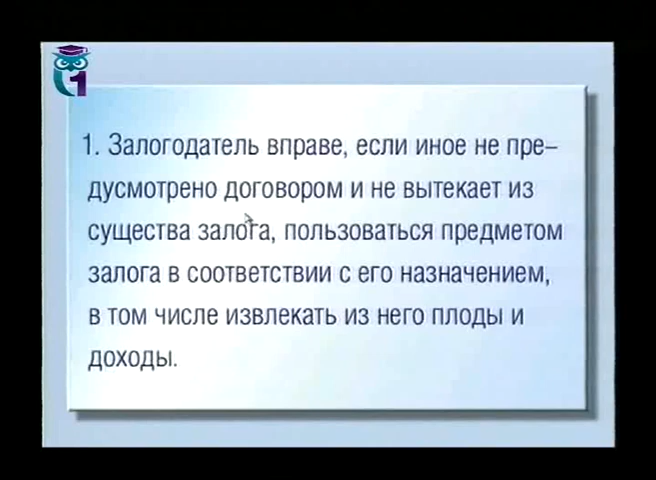 1
1. Залогодатель вправе, если иное не пре–
дусмотрено договором и не вытекает из
существа залога, пользоваться предметом
залога в соответствии с его назначением,
в том числе извлекать из него плоды и
доходы.